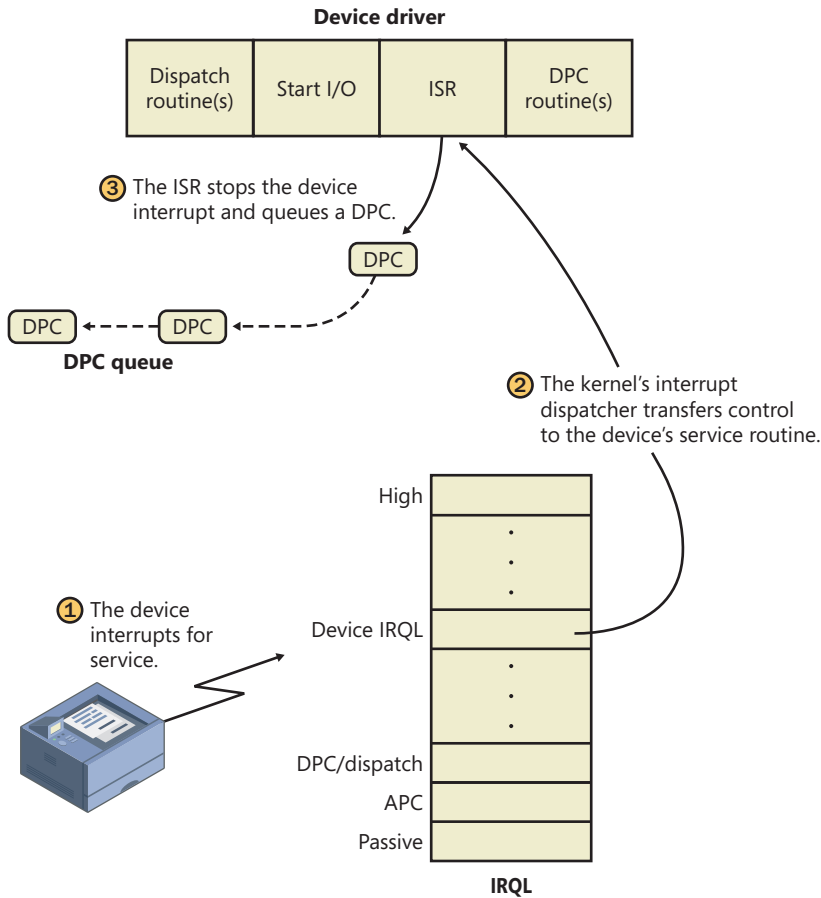 Device driver
Dispatch
routine(s)
Start I/O
ISR
DPC
routine(s)
3 The ISR stops the device
interrupt and queues a DPC.
DPC
DPC
DPC
DPC queue
2 The kernel's interrupt
dispatcher transfers control
to the device's service routine.
High
1 The device
interrupts for
service.
Device IRQL
DPC/dispatch
APC
Passive
IRQL